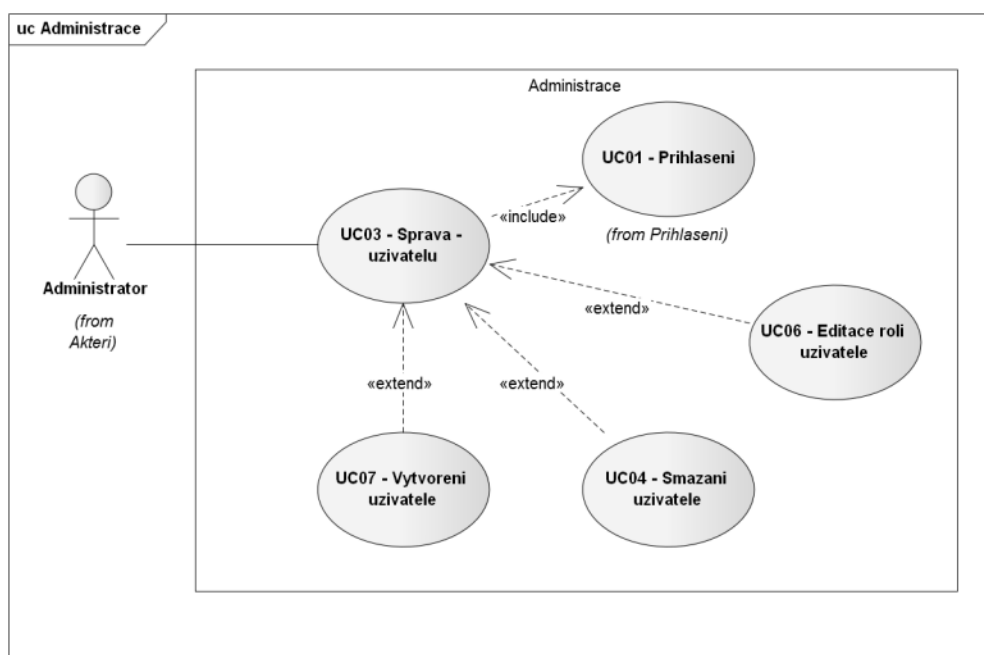 uc Administrace
Administrace
UC01 - Prihlaseni
«include»
(from Prihlaseni)
UC03 - Sprava -
uzivatelu
Administrator
(from
Akteri)
«extend»
UC06 - Editace roli
uzivatele
«extend»
«extend»
UC07 - Vytvoreni
uzivatele
UC04 - Smazani
uzivatele